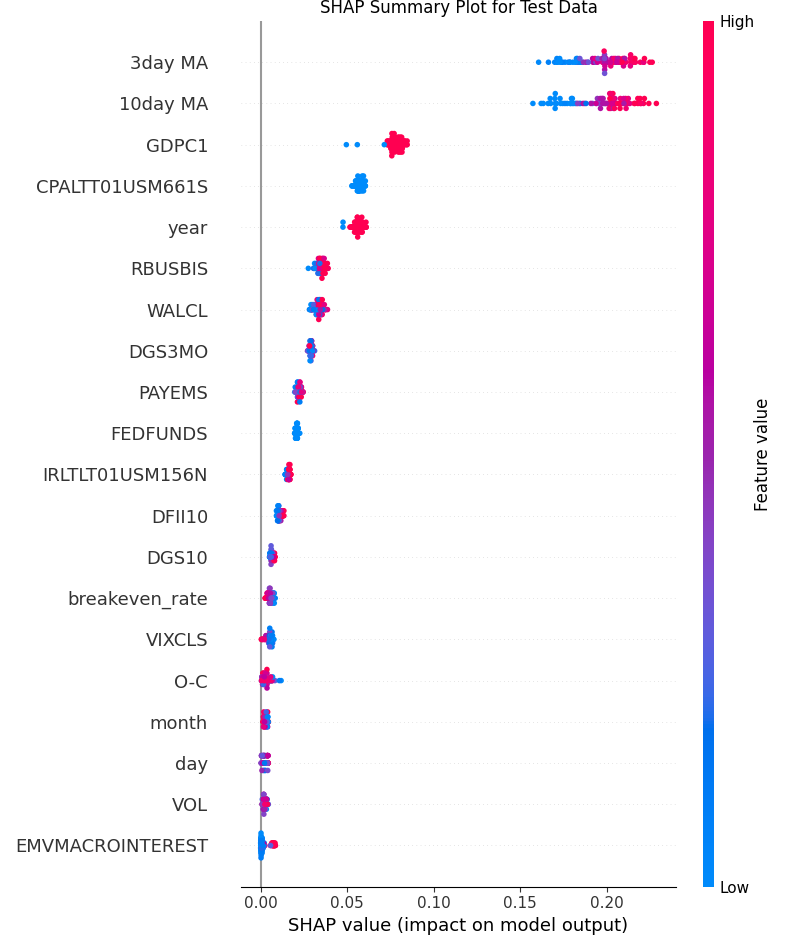 SHAP Summary Plot for Test Data
High
3day MA
10day MA
GDPC1
CPALTT01USM661S
year
RBUSBIS
WALCL
DGS3MO
PAYEMS
FEDFUNDS
IRLTLT01USM156N
DFII10
DGS10
breakeven_rate
VIXCLS
O-C
month
day
VOL
EMVMACROINTEREST
Feature value
Low
0.00 0.05 0.10 0.15 0.20
SHAP value (impact on model output)